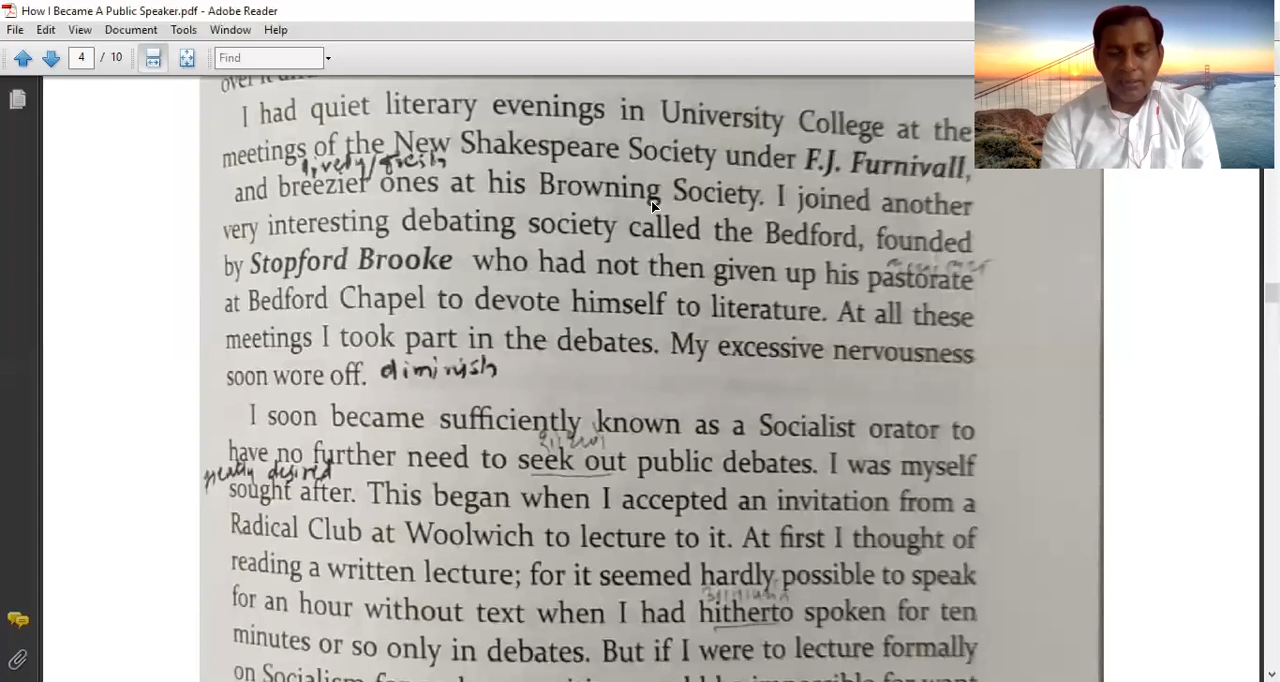 How I Became A Public Speaker.pdf - Adobe Reader
File Edit View Document Tools Window Help
4 / 10 Find
over it
I had quiet literary evenings in University College at the
meetings of the New Shakespeare Society under F.J. Furnivall,
lively/fresh
and breezier ones at his Browning Society. I joined another
very interesting debating society called the Bedford, founded
by Stopford Brooke who had not then given up his pastorate
at Bedford Chapel to devote himself to literature. At all these
meetings I took part in the debates. My excessive nervousness
soon wore off. diminish
I soon became sufficiently known as a Socialist orator to
have no further need to seek out public debates. I was myself
desired
sought after. This began when I accepted an invitation from a
Radical Club at Woolwich to lecture to it. At first I thought of
reading a written lecture; for it seemed hardly possible to speak
for an hour without text when I had hitherto spoken for ten
minutes or so only in debates. But if I were to lecture formally
on Socialism